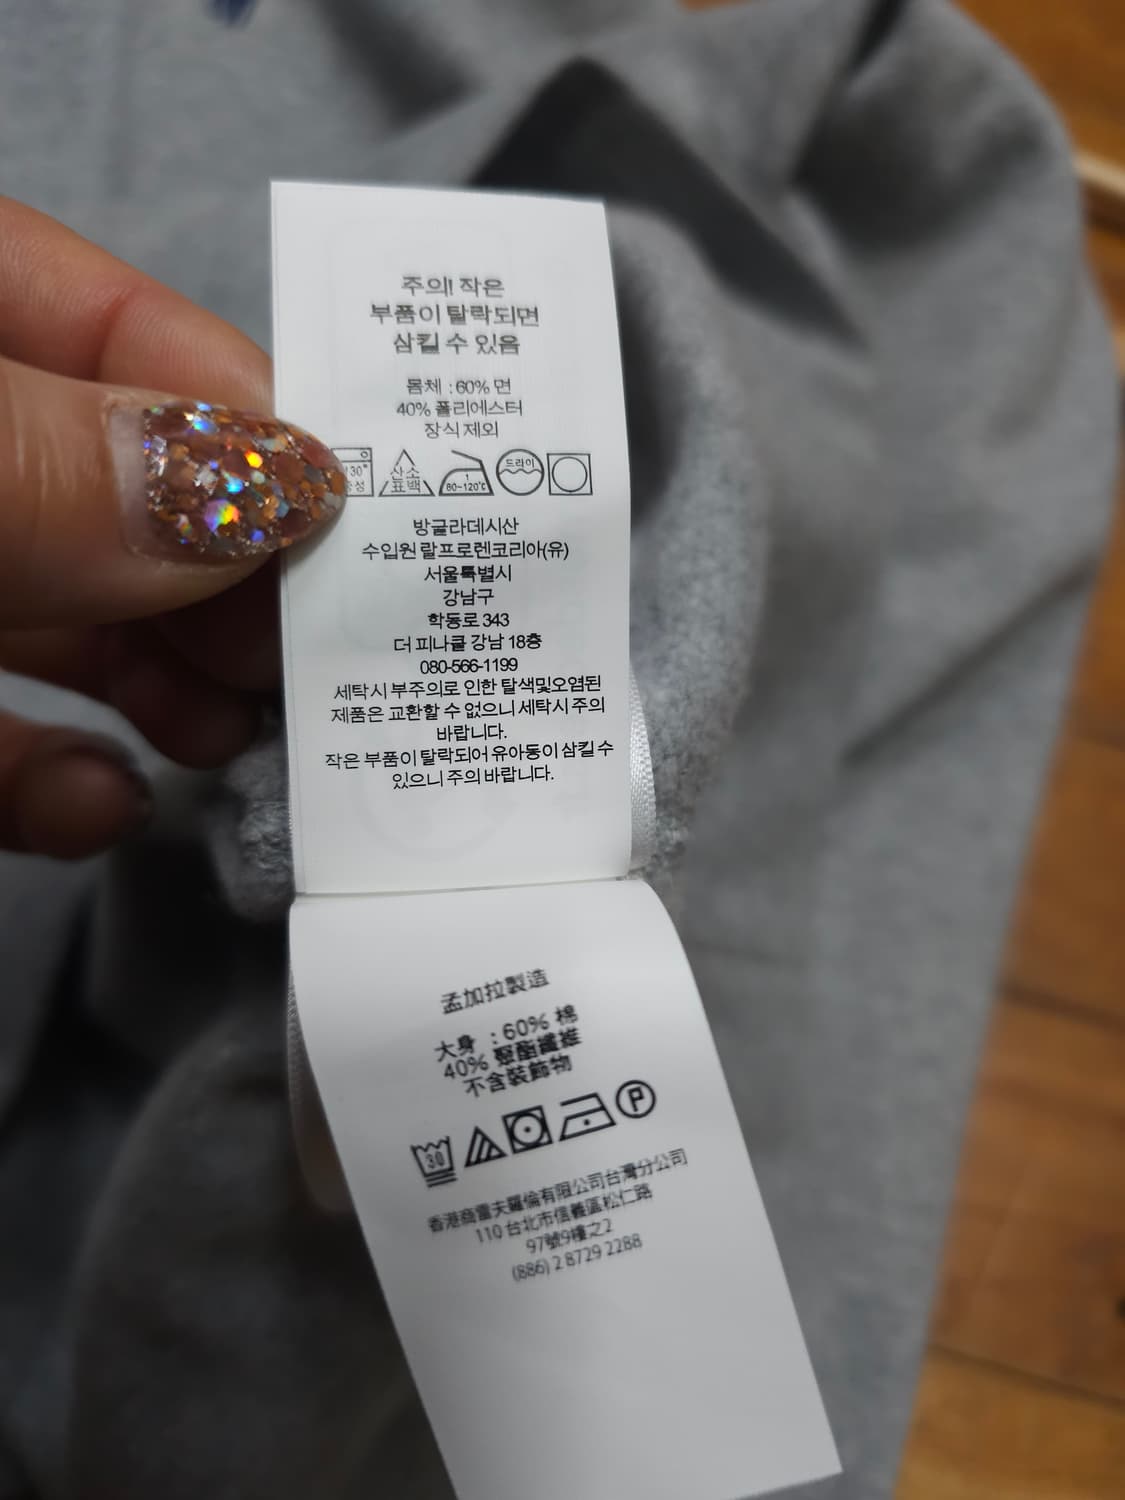 주의! 작은
부품이 탈락되면
삼킬 수 있음
몸체 : 60% 면
40% 폴리에스터
장식 제외
30°
산소
표백
80~120℃
드라이
방글라데시산
수입원 랄프로렌코리아(유)
서울특별시
강남구
학동로 343
더 피나클 강남 18층
080-566-1199
세탁시 부주의로 인한 탈색및오염된
제품은 교환할 수 없으니 세탁시 주의
바랍니다.
작은 부품이 탈락되어 유아동이 삼킬 수
있으니 주의 바랍니다.
孟加拉製造
大身 : 60% 棉
40% 聚酯纖維
不含裝飾物
30
P
香港商雷夫羅倫有限公司台灣分公司
110 台北市信義區松仁路
97號9樓之2
(886) 2 8729 2288